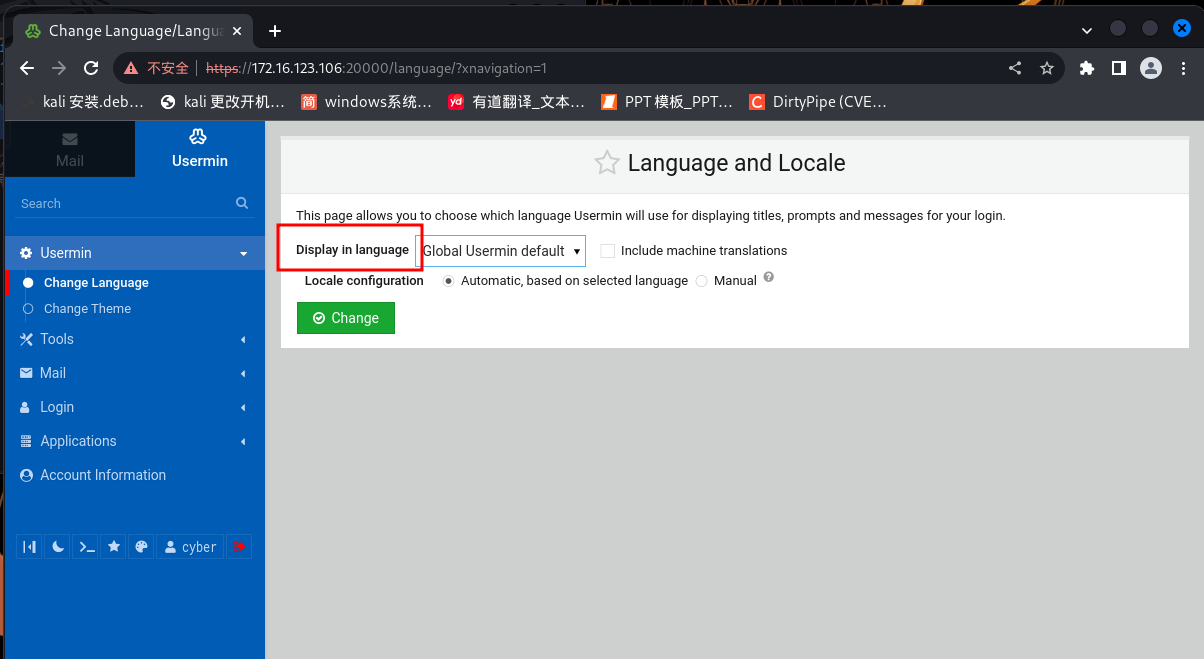 Change Language/Langua
不安全 https://172.16.123.106:20000/language/?xnavigation=1
kali 安装.deb… kali 更改开机… 简 windows系统… yd 有道翻译_文本… PPT 模板_PPT… C DirtyPipe (CVE…
Mail
Usermin
Search
Usermin
Change Language
Change Theme
Tools
Mail
Login
Applications
Account Information
cyber
Language and Locale
This page allows you to choose which language Usermin will use for displaying titles, prompts and messages for your login.
Display in language Global Usermin default Include machine translations
Locale configuration Automatic, based on selected language Manual ?
Change